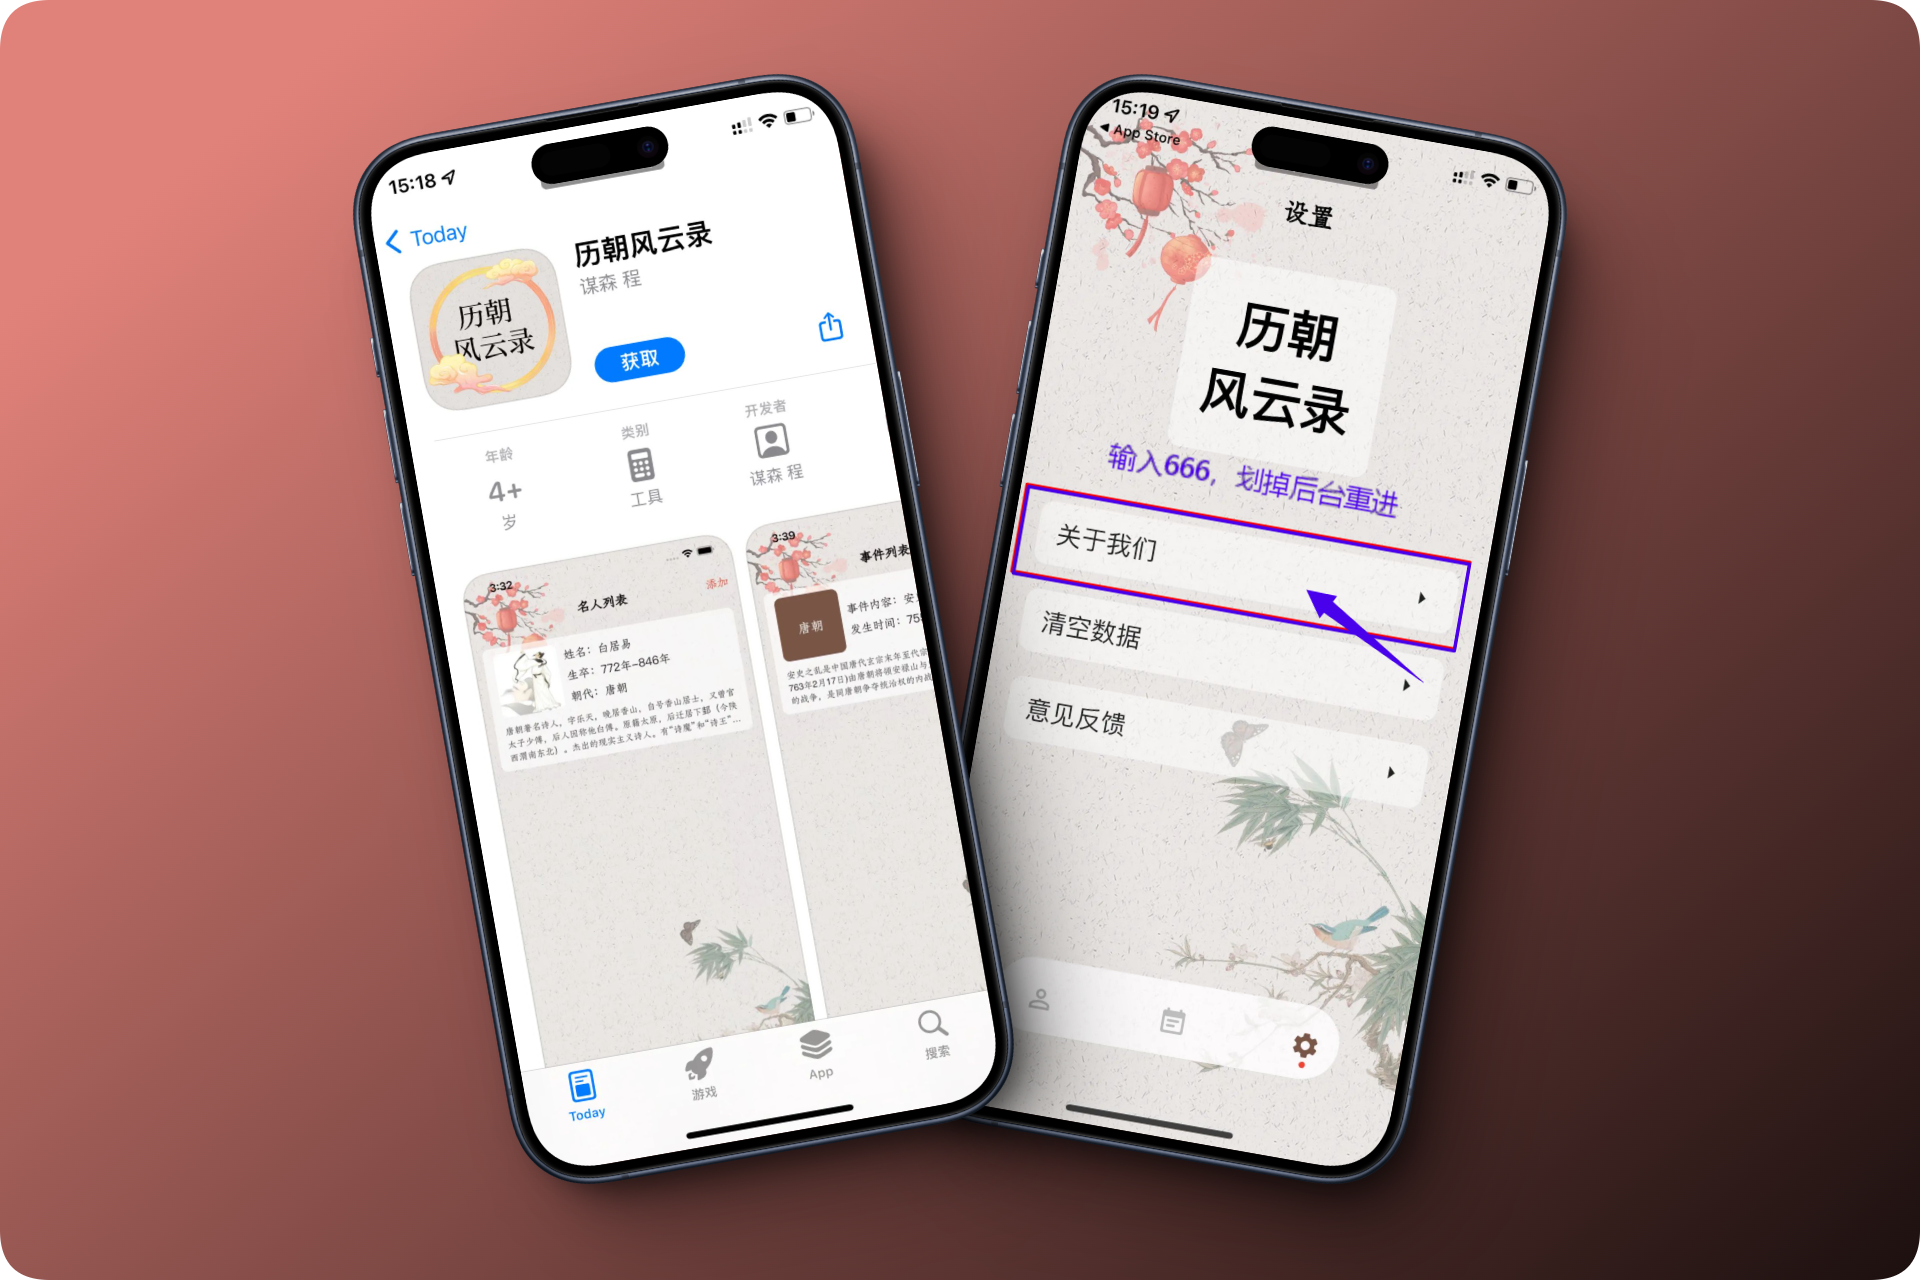 15:18
Today
历朝
风云录
历朝风云录
谋森 程
获取
年龄
4+
岁
类别
工具
开发者
谋森 程
3:32
名人列表
添加
姓名：白居易
生卒：772年-846年
朝代：唐朝
唐朝著名诗人，字乐天，晚居香山，自号香山居士，又曾官
太子少傅，后人因称他白傅。原籍太原，后迁居下邽（今陕
西渭南东北）。杰出的现实主义诗人。有“诗魔”和“诗王”...
3:39
事件列表
唐朝
事件内容：安
发生时间：75
安史之乱是中国唐代玄宗末年至代宗
763年2月17日)由唐朝将领安禄山与
的战争，是同唐朝争夺统治权的内战
Today
游戏
App
搜索
15:19
App Store
设置
历朝
风云录
输入666，划掉后台重进
关于我们
清空数据
意见反馈